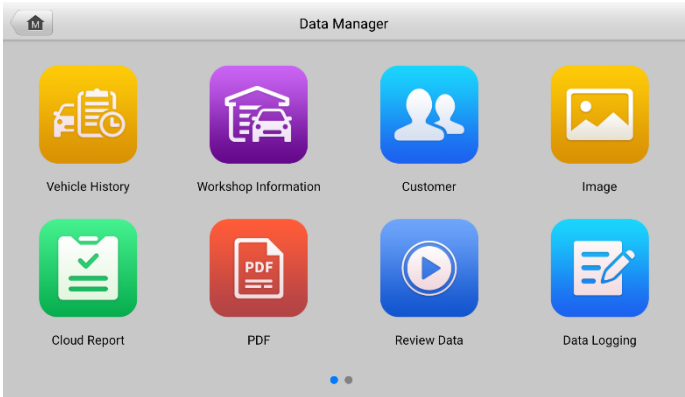 M
Data Manager
Vehicle History
Workshop Information
Customer
Image
PDF
Cloud Report
PDF
Review Data
Data Logging